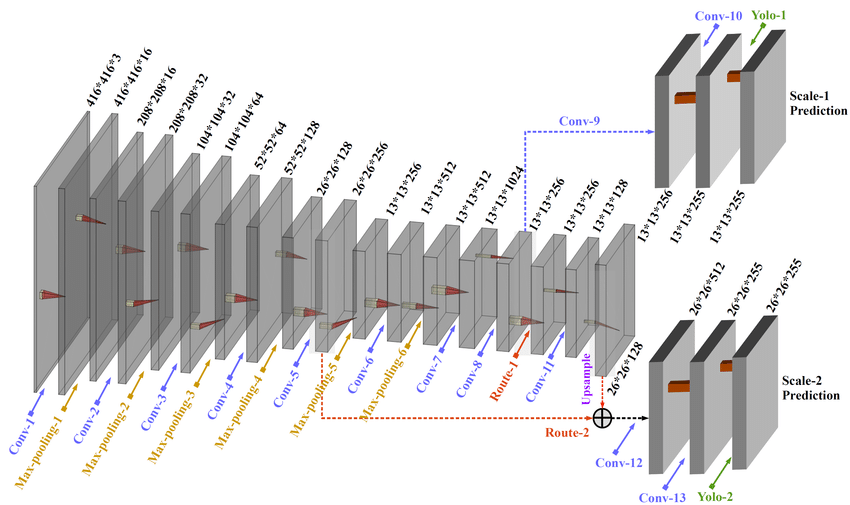 416*416*3
416*416*16
208*208*16
208*208*32
104*104*32
104*104*64
52*52*64
52*52*128
26*26*128
26*26*256
13*13*256
13*13*512
13*13*512
13*13*1024
13*13*256
13*13*256
13*13*128
26*26*128
Conv-1
Max-pooling-1
Conv-2
Max-pooling-2
Conv-3
Max-pooling-3
Conv-4
Max-pooling-4
Conv-5
Max-pooling-5
Conv-6
Max-pooling-6
Conv-7
Conv-8
Route-1
Conv-11
Upsample
Route-2
Conv-9
Conv-10
Yolo-1
Scale-1
Prediction
13*13*256
13*13*255
13*13*255
26*26*512
26*26*255
26*26*255
Scale-2
Prediction
Conv-12
Conv-13
Yolo-2